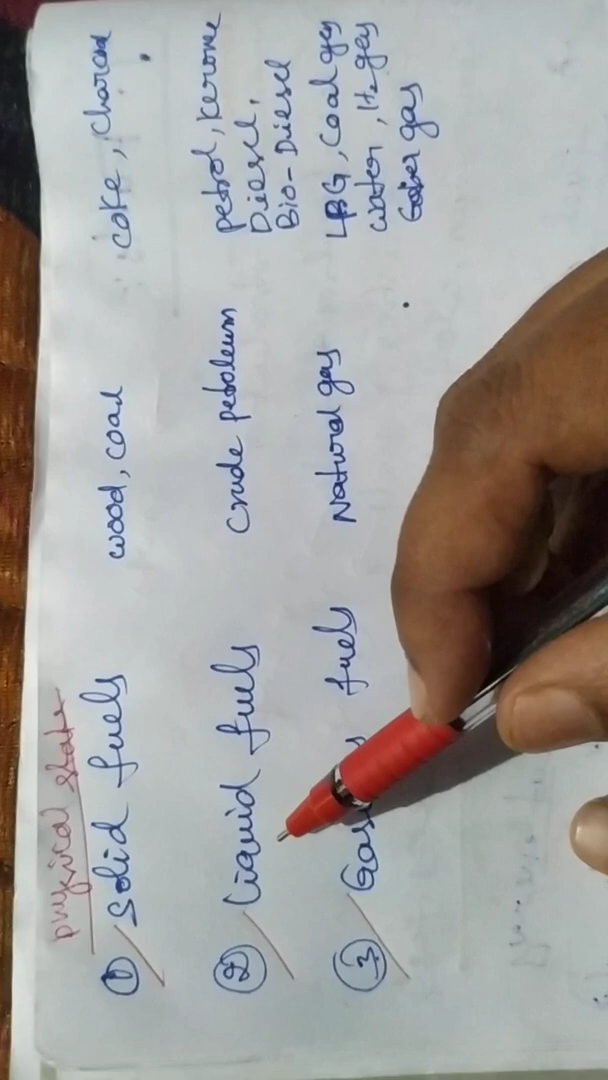 physical state
① Solid fuels wood, coal coke, Charcoal
② Liquid fuels Crude petroleum petrol, kerosene
Diesel,
Bio-Diesel
③ fuels Natural gas LPG, Coal gas
water, H2 gas
Gober gas